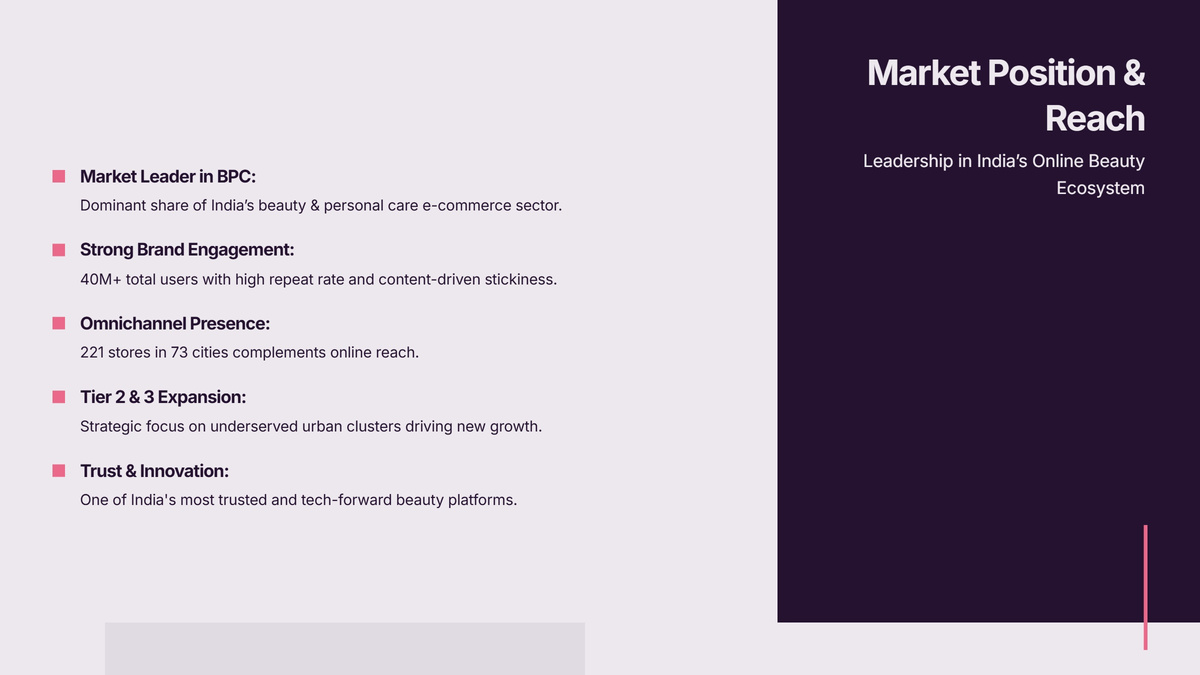 Market Position &
Reach
Leadership in India’s Online Beauty
Ecosystem
Market Leader in BPC:
Dominant share of India’s beauty & personal care e-commerce sector.
Strong Brand Engagement:
40M+ total users with high repeat rate and content-driven stickiness.
Omnichannel Presence:
221 stores in 73 cities complements online reach.
Tier 2 & 3 Expansion:
Strategic focus on underserved urban clusters driving new growth.
Trust & Innovation:
One of India's most trusted and tech-forward beauty platforms.